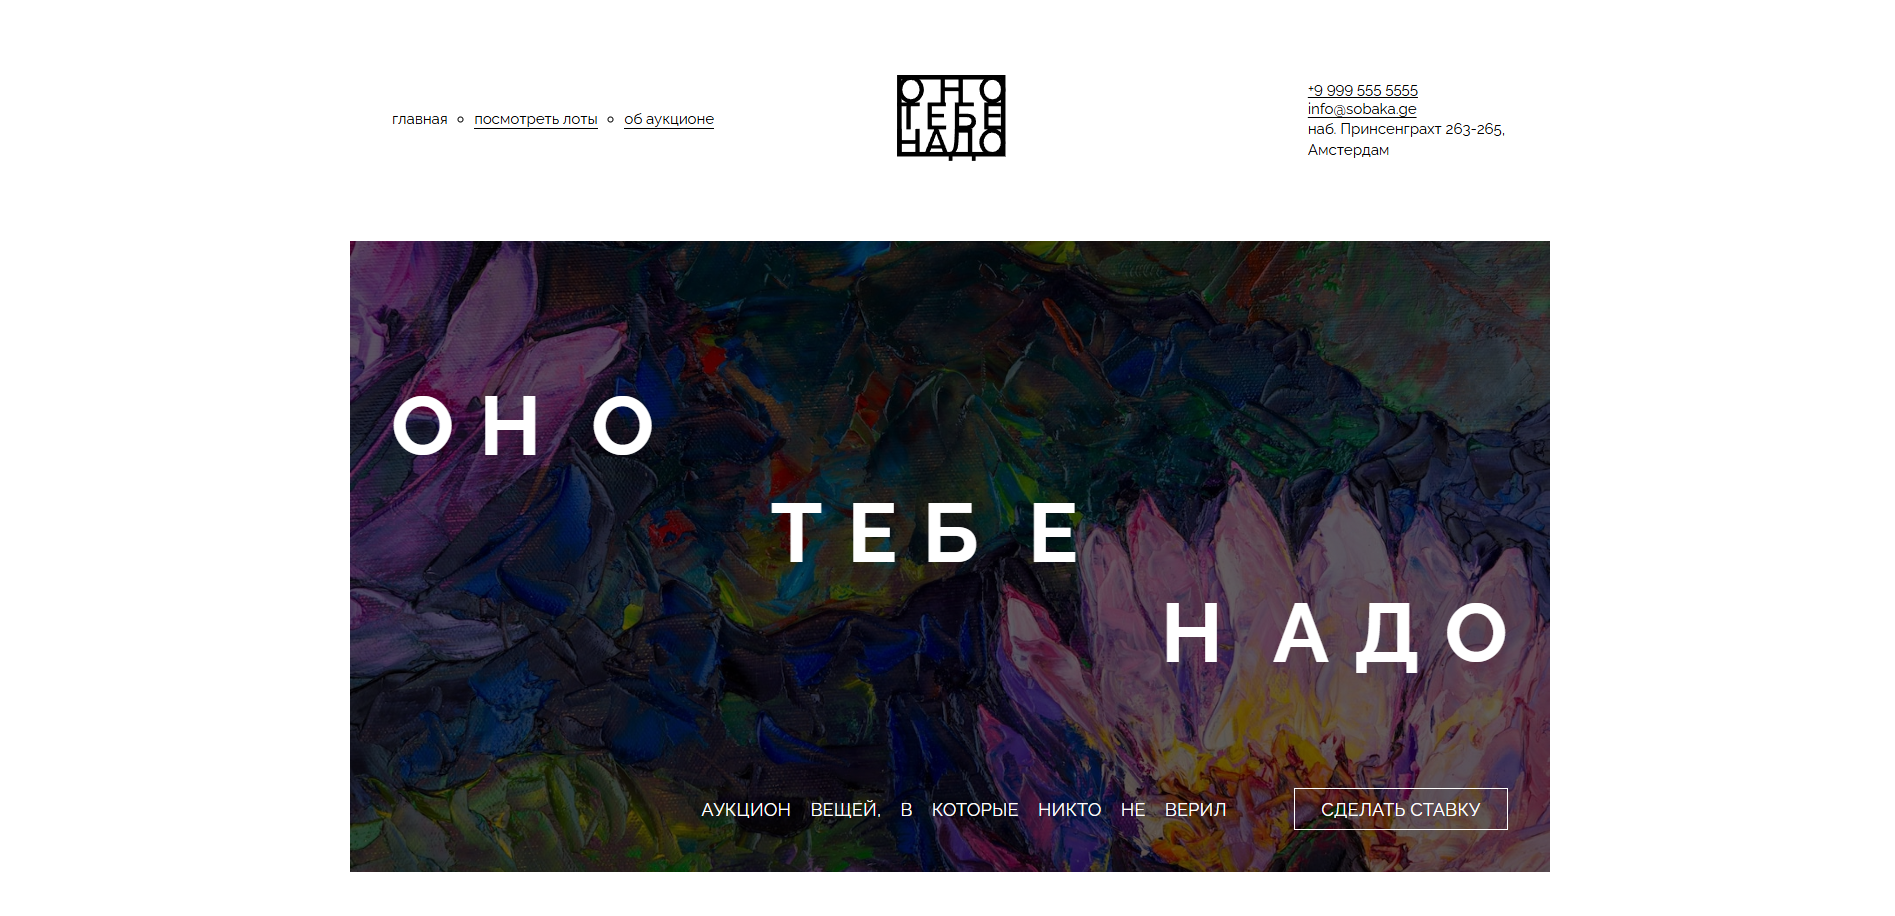 главная посмотреть лоты об аукционе
ОНО
ТЕБЕ
НАДО
+9 999 555 5555
info@sobaka.ge
наб. Принсенграхт 263-265,
Амстердам
ОНО
ТЕБЕ
НАДО
АУКЦИОН ВЕЩЕЙ, В КОТОРЫЕ НИКТО НЕ ВЕРИЛ
СДЕЛАТЬ СТАВКУ